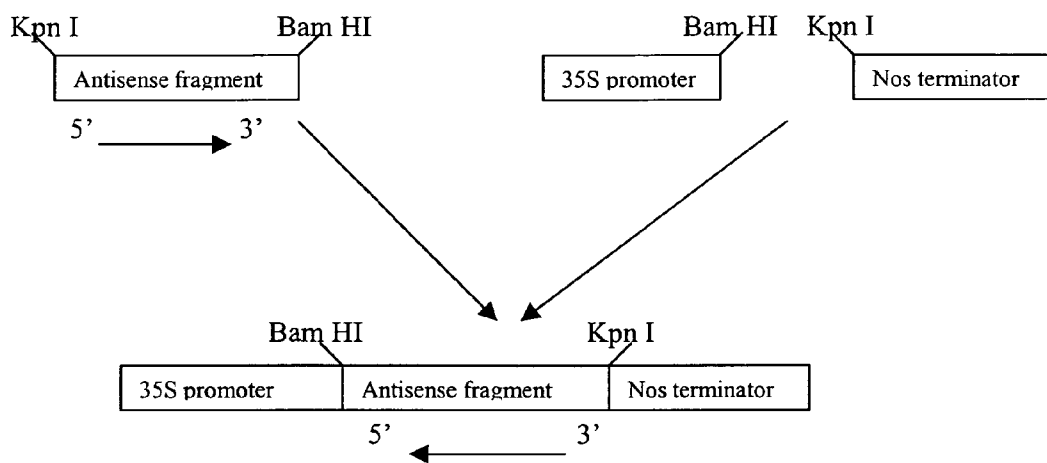 Kpn I
Bam HI
Antisense fragment
5’ 3’
Bam HI
Kpn I
35S promoter
Nos terminator
Bam HI
Kpn I
35S promoter
Antisense fragment
Nos terminator
5’ 3’